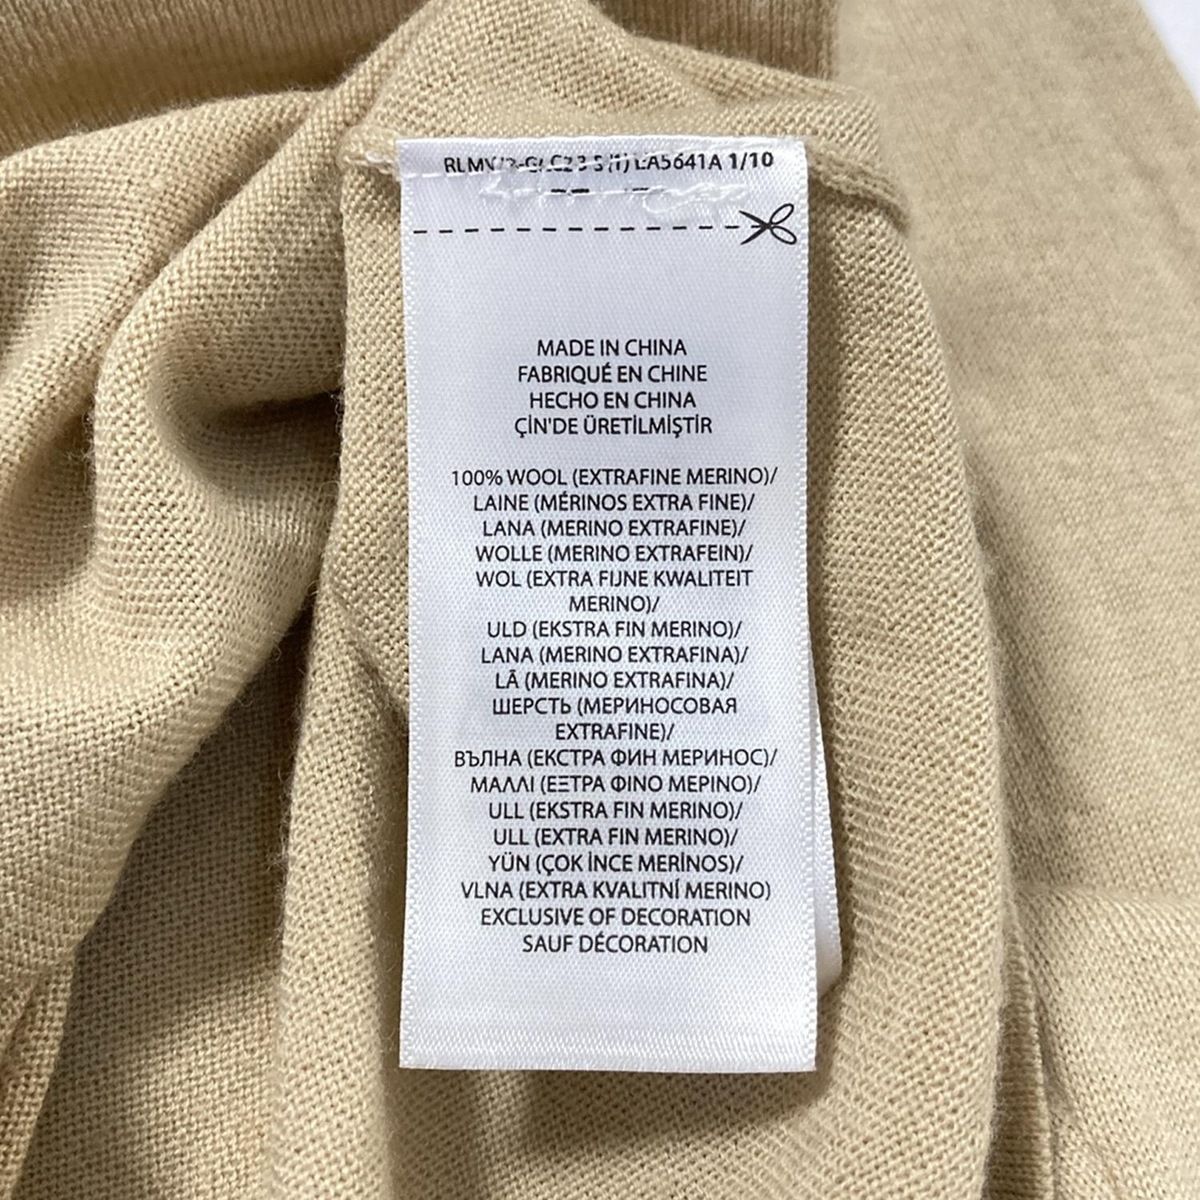 (1) EA5641A 1/10
MADE IN CHINA
FABRIQUÉ EN CHINE
HECHO EN CHINA
ÇİN'DE ÜRETİLMİŞTİR
100% WOOL (EXTRAFINE MERINO)/
LAINE (MÉRINOS EXTRA FINE)/
LANA (MERINO EXTRAFINE)/
WOLLE (MERINO EXTRAFEIN)/
WOL (EXTRA FIJNE KWALITEIT
MERINO)/
ULD (EKSTRA FIN MERINO)/
LANA (MERINO EXTRAFINA)/
LÃ (MERINO EXTRAFINA)/
ШЕРСТЬ (МЕРИНОСОВАЯ
EXTRAFINE)/
ВЪЛНА (ЕКСТРА ФИН МЕРИНОС)/
ΜΑΛΛΙ (ΕΞΤΡΑ ΦΙΝΟ ΜΕΡΙΝΟ)/
ULL (EKSTRA FIN MERINO)/
ULL (EXTRA FIN MERINO)/
YÜN (ÇOK İNCE MERİNOS)/
VLNA (EXTRA KVALITNÍ MERINO)
EXCLUSIVE OF DECORATION
SAUF DÉCORATION